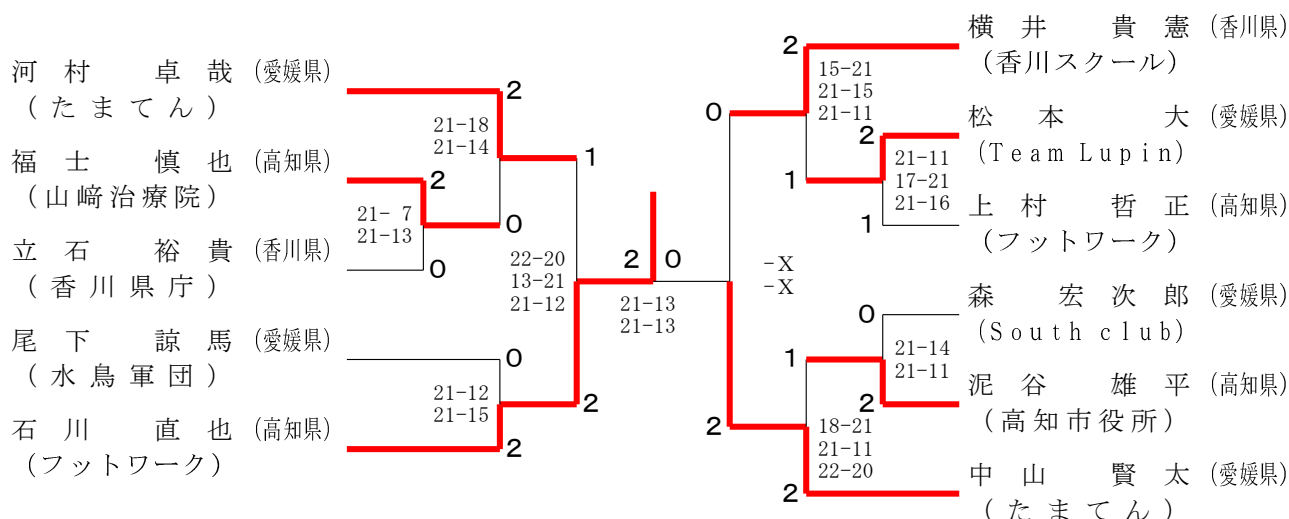 河村 卓哉 (愛媛県)
(たまてん)
福士 慎也 (高知県)
(山﨑治療院)
立石 裕貴 (香川県)
(香川県庁)
尾下 諒馬 (愛媛県)
(水鳥軍団)
石川 直也 (高知県)
(フットワーク)
2
21-18
21-14
2
21- 7
21-13
0
0
1
22-20
13-21
21-12
0
21-12
21-15
2
2
2 0
21-13
21-13
0
2
-X
-X
2
15-21
21-15
21-11
1
2
21-11
17-21
21-16
1
0
21-14
21-11
2
1
18-21
21-11
22-20
2
横井 貴憲 (香川県)
(香川スクール)
松本 大 (愛媛県)
(Team Lupin)
上村 哲正 (高知県)
(フットワーク)
森 宏次郎 (愛媛県)
(South club)
泥谷 雄平 (高知県)
(高知市役所)
中山 賢太 (愛媛県)
(たまてん)